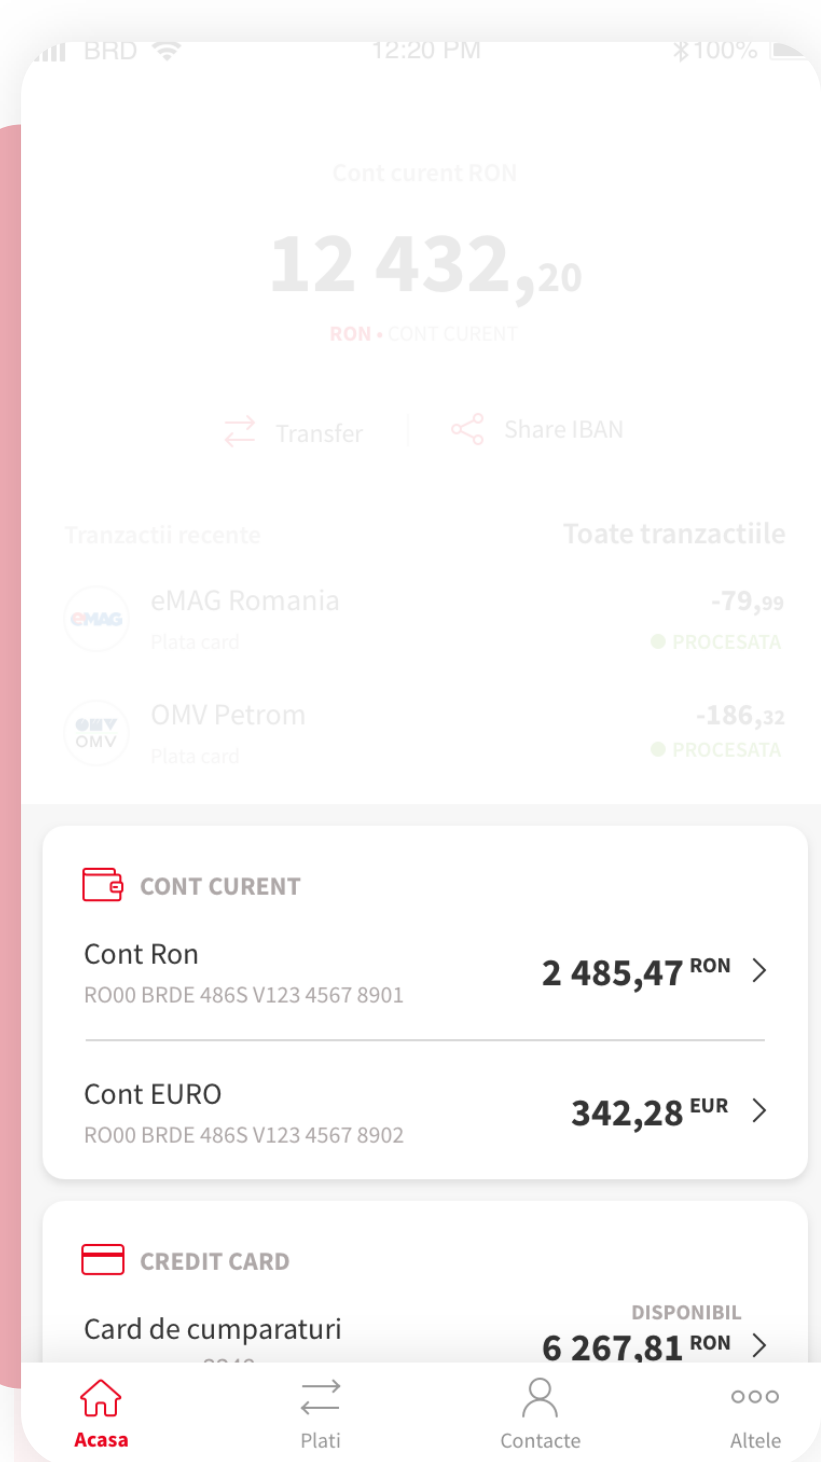 BRD 12:20 PM 100%
Cont curent RON
12 432,20
RON • CONT CURENT
Transfer Share IBAN
Tranzactii recente Toate tranzactiile
eMAG eMAG Romania -79,99
Plata card PROCESATA
OMV OMV Petrom -186,32
Plata card PROCESATA
CONT CURENT
Cont Ron 2 485,47 RON
RO00 BRDE 486S V123 4567 8901
Cont EURO 342,28 EUR
RO00 BRDE 486S V123 4567 8902
CREDIT CARD
DISPONIBIL
Card de cumparaturi 6 267,81 RON
Acasa Plati Contacte Altele